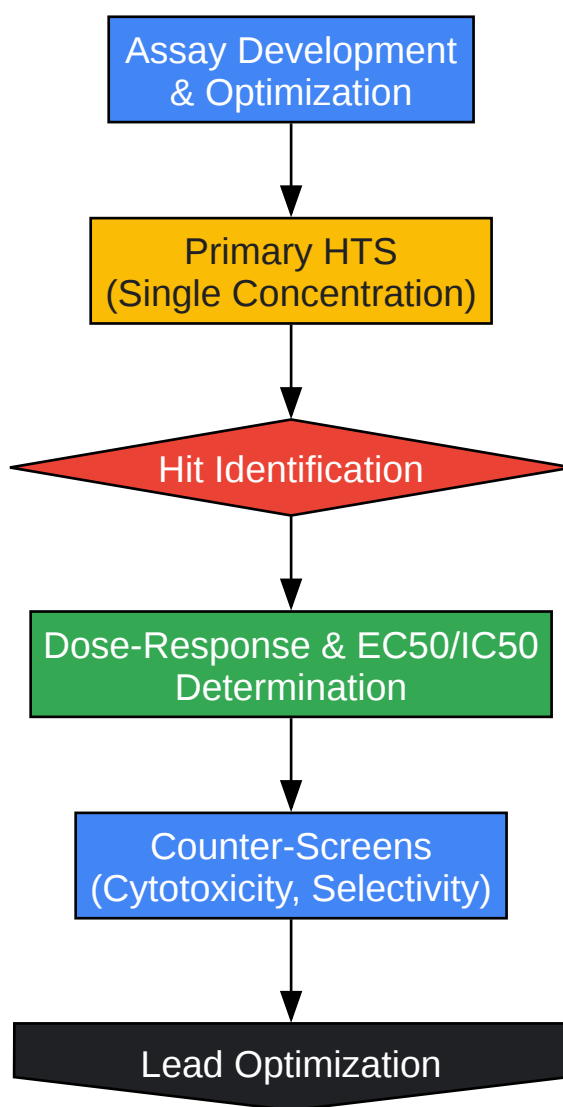 Assay Development
& Optimization
Primary HTS
(Single Concentration)
Hit Identification
Dose-Response & EC50/IC50
Determination
Counter-Screens
(Cytotoxicity, Selectivity)
Lead Optimization